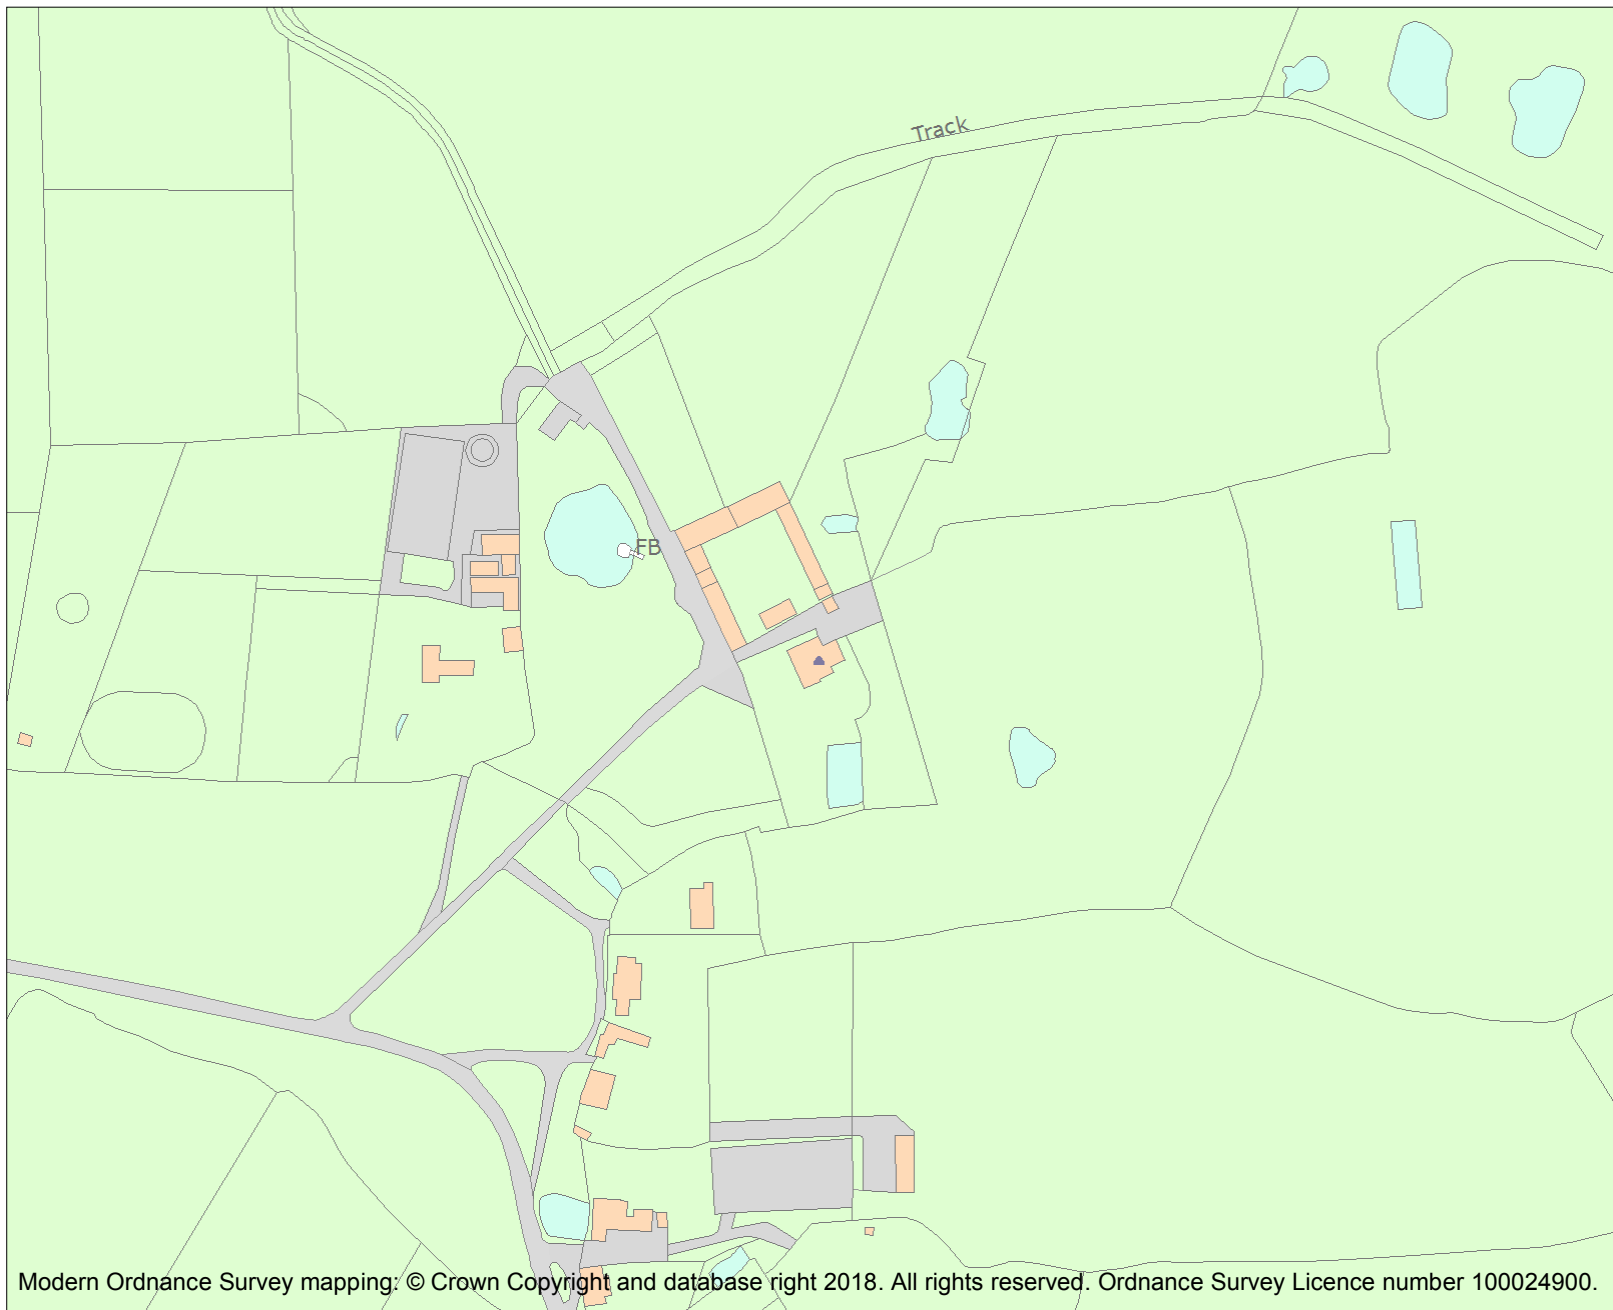 Track
FB
Modern Ordnance Survey mapping: © Crown Copyright and database right 2018. All rights reserved. Ordnance Survey Licence number 100024900.